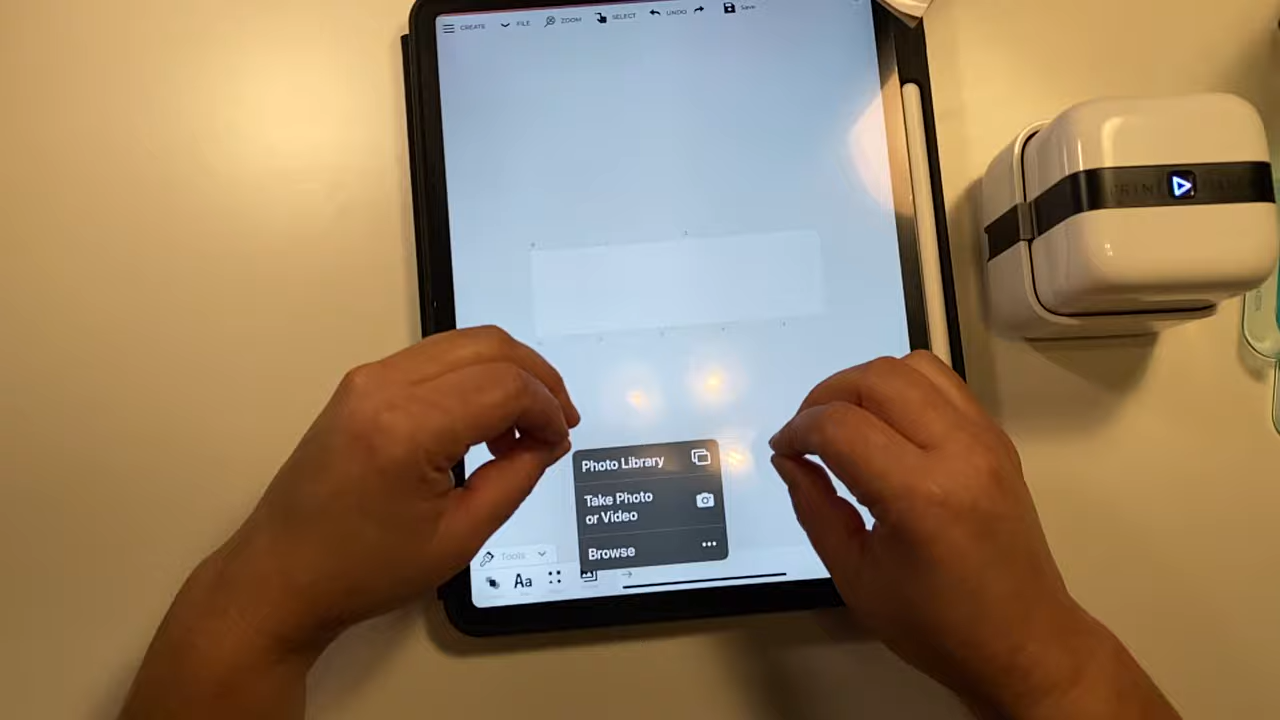 CREATE FILE ZOOM SELECT UNDO Save
Photo Library
Take Photo
or Video
Browse
Tools
Aa